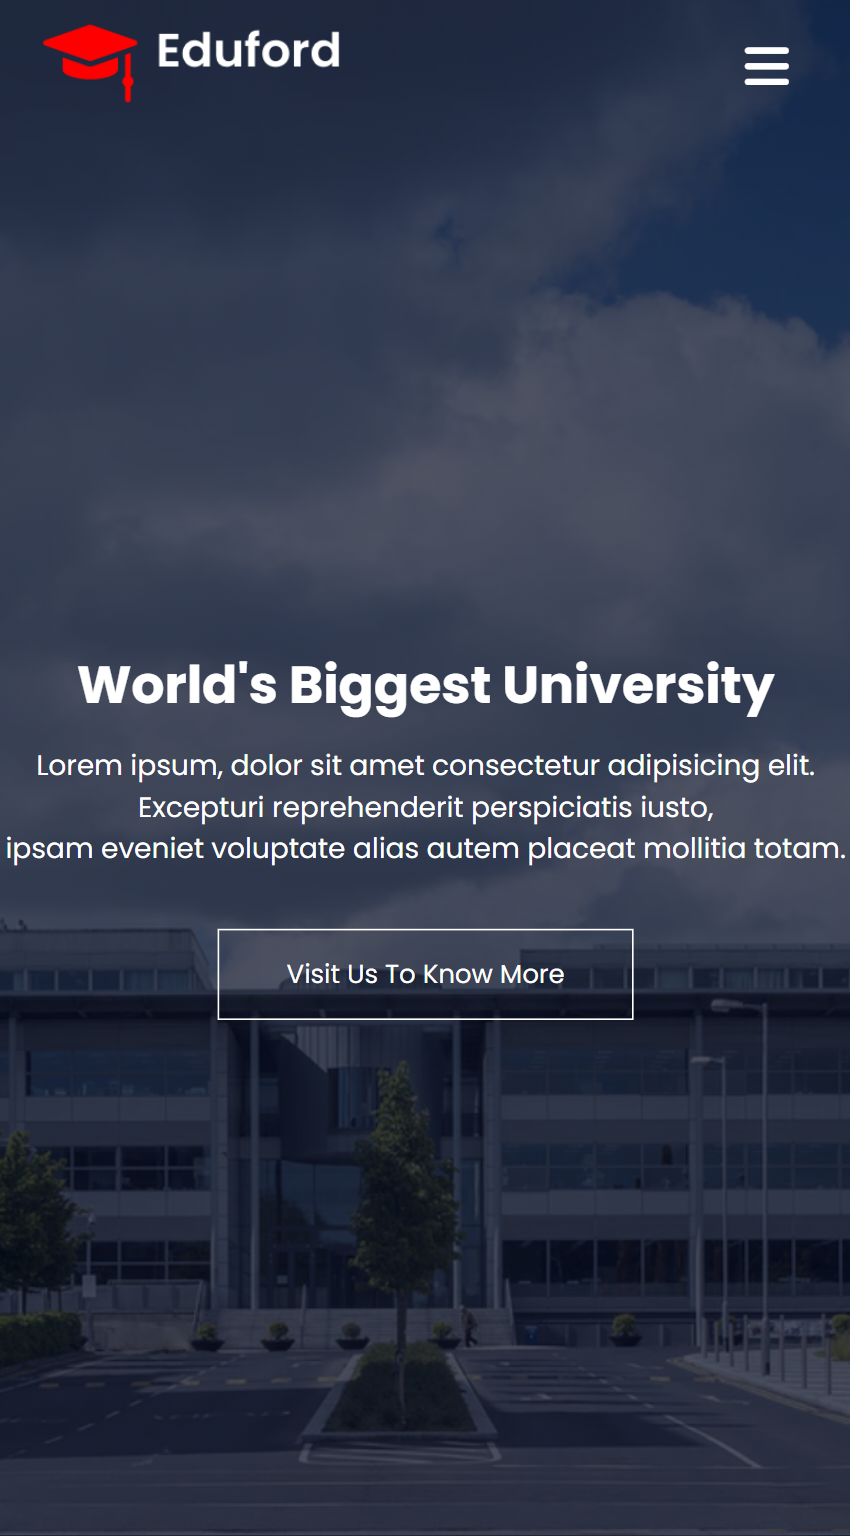 Eduford
World's Biggest University
Lorem ipsum, dolor sit amet consectetur adipisicing elit.
Excepturi reprehenderit perspiciatis iusto,
ipsam eveniet voluptate alias autem placeat mollitia totam.
Visit Us To Know More